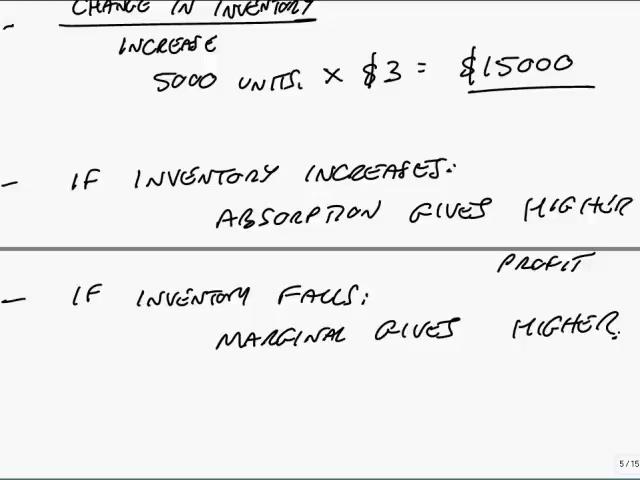 - CHANGE IN INVENTORY
INCREASE
5000 UNITS. × $3 = $15000
- IF INVENTORY INCREASES:
ABSORPTION GIVES HIGHER
PROFIT
- IF INVENTORY FALLS:
MARGINAL GIVES HIGHER.
5 / 15